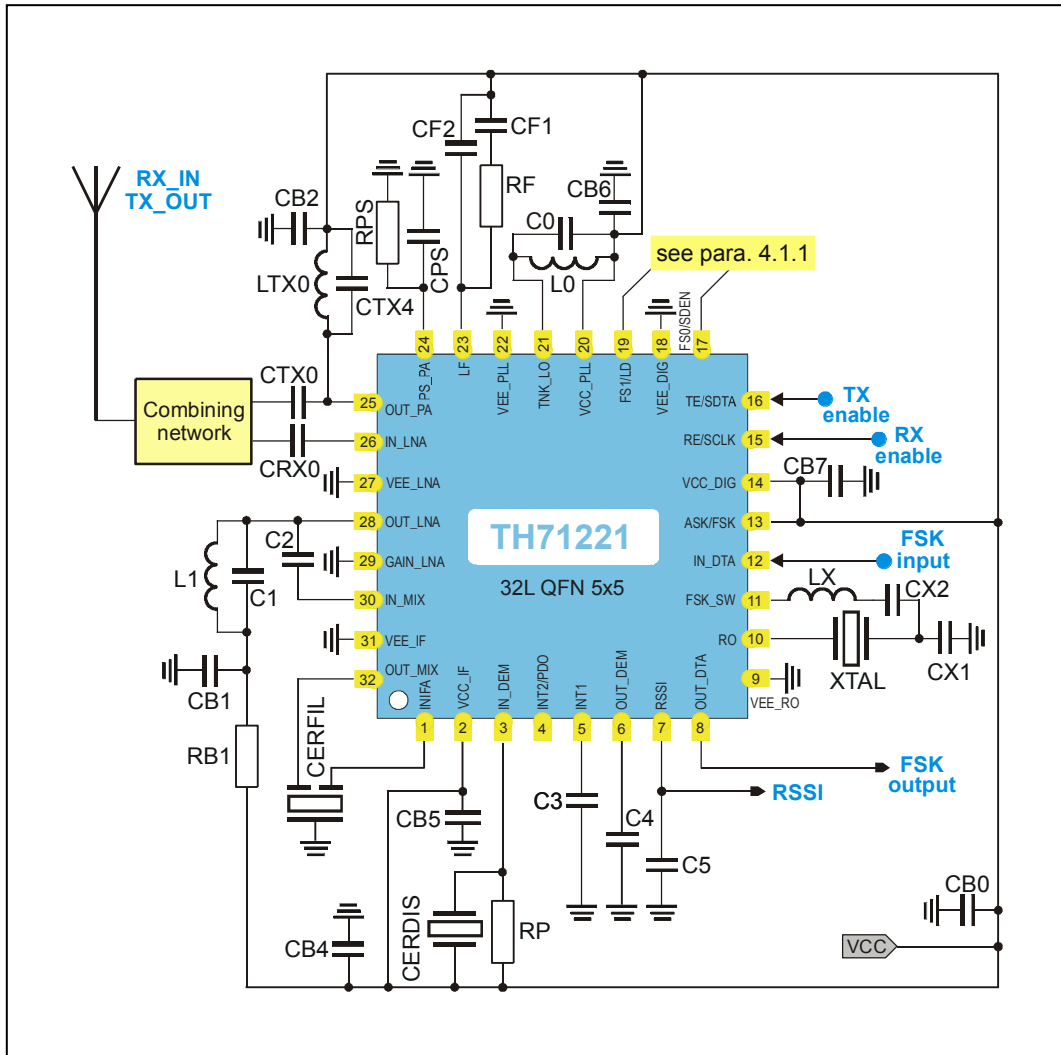 CF2
CF1
RX_IN
TX_OUT
CB2
RPS
CPS
RF
CB6
C0
L0
see para. 4.1.1
LTX0
CTX4
FS0/SDEN
24
23
22
21
20
19
18
17
PS_PA
LF
VEE_PLL
TNK_LO
VCC_PLL
FS1/LD
VEE_DIG
CTX0
Combining
network
CRX0
25
OUT_PA
26
IN_LNA
27
VEE_LNA
28
OUT_LNA
29
GAIN_LNA
30
IN_MIX
31
VEE_IF
32
OUT_MIX
TH71221
32L QFN 5x5
TE/SDTA
16
TX
enable
RE/SCLK
15
RX
enable
VCC_DIG
14
CB7
ASK/FSK
13
IN_DTA
12
FSK
input
FSK_SW
11
LX
CX2
RO
10
XTAL
CX1
9
VEE_RO
C2
L1
C1
CB1
RB1
INIFA
VCC_IF
IN_DEM
INT2/PDO
INT1
OUT_DEM
RSSI
OUT_DTA
1
2
3
4
5
6
7
8
CERFIL
CB5
C3
C4
C5
RSSI
FSK
output
CB4
CERDIS
RP
CB0
VCC